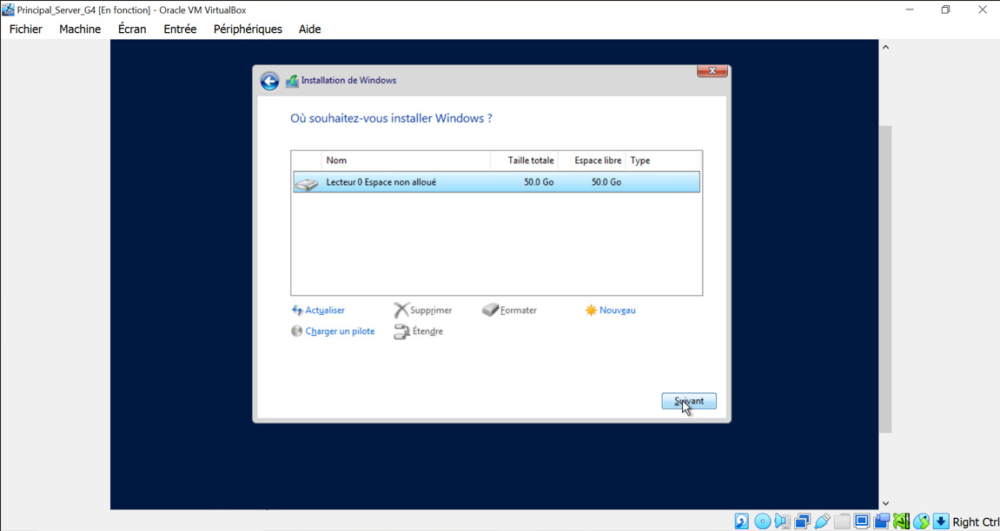 Principal_Server_G4 [En fonction] - Oracle VM VirtualBox
Fichier Machine Écran Entrée Périphériques Aide
Installation de Windows
Où souhaitez-vous installer Windows ?
Nom Taille totale Espace libre Type
Lecteur 0 Espace non alloué 50.0 Go 50.0 Go
Actualiser Supprimer Formater Nouveau
Charger un pilote Étendre
Suivant
Right Ctrl